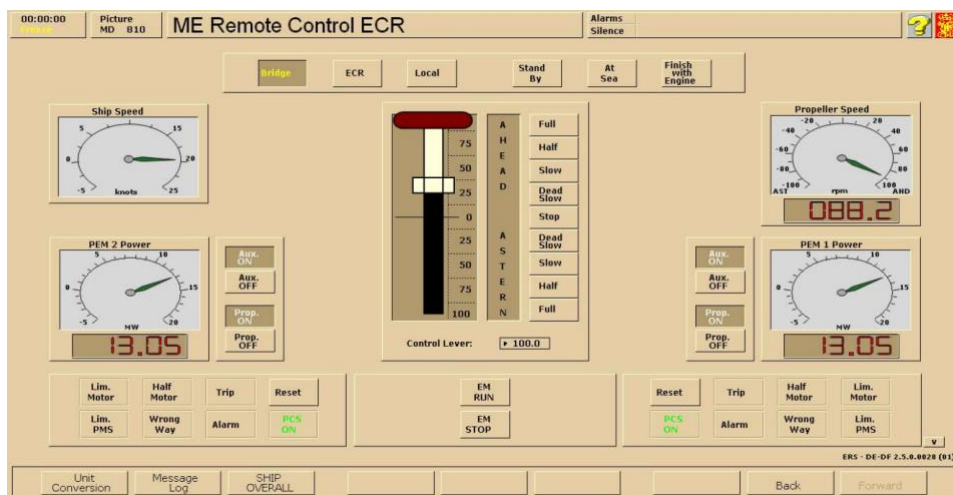 00:00:00
Freeze
Picture
MD B10
ME Remote Control ECR
Alarms
Silence
?
Bridge
ECR
Local
Stand
By
At
Sea
Finish
with
Engine
Ship Speed
-5 0 5 15 20 25
knots
75
50
25
0
25
50
75
100
AHEAD
ASTERN
Full
Half
Slow
Dead
Slow
Stop
Dead
Slow
Slow
Half
Full
Control Lever:
100.0
Propeller Speed
-100 -80 -60 -40 -20 20 40 60 80 100
AST rpm AHD
088.2
PEM 2 Power
-5 0 5 10 15 20
MW
13.05
Aux.
ON
Aux.
OFF
Prop.
ON
Prop.
OFF
Aux.
ON
Aux.
OFF
Prop.
ON
Prop.
OFF
PEM 1 Power
-5 0 5 10 15 20
MW
13.05
Lim.
Motor
Half
Motor
Trip
Reset
Lim.
PMS
Wrong
Way
Alarm
PCS
ON
EM
RUN
EM
STOP
Reset
Trip
Half
Motor
Lim.
Motor
PCS
ON
Alarm
Wrong
Way
Lim.
PMS
v
ERS - DE-DF 2.5.0.0028 (01)
Unit
Conversion
Message
Log
SHIP
OVERALL
Back
Forward